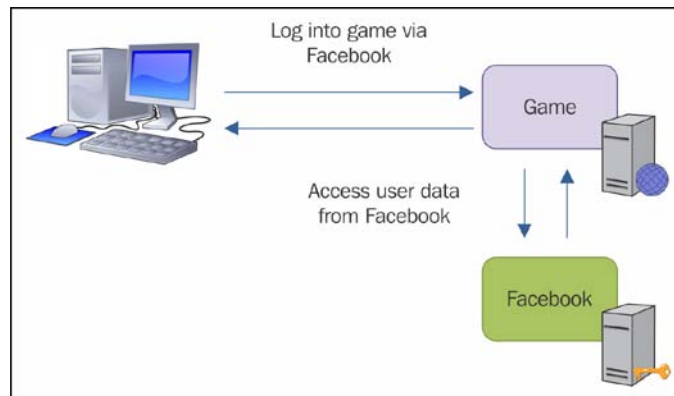 Log into game via
Facebook
Game
Access user data
from Facebook
Facebook